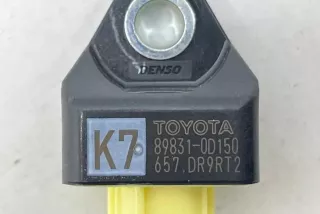 DENSO
K7
TOYOTA
89831-0D150
657.DR9RT2